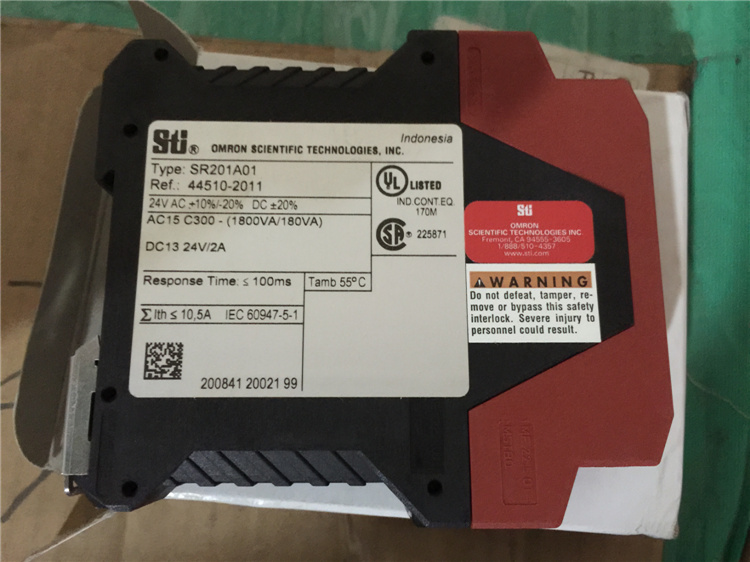 Indonesia
Sti® OMRON SCIENTIFIC TECHNOLOGIES, INC.
Type: SR201A01
Ref.: 44510-2011
24V AC +10%/-20% DC ±20%
AC15 C300 - (1800VA/180VA)
DC13 24V/2A
Response Time: ≤ 100ms
Tamb 55°C
∑ Ith ≤ 10,5A IEC 60947-5-1
200841 20021 99
UL® LISTED
IND.CONT.EQ.
170M
SA® 225871
Sti
OMRON
SCIENTIFIC TECHNOLOGIES INC.
Fremont, CA 94555-3605
1/888-510-4357
www.sti.com
WARNING
Do not defeat, tamper, re-
move or bypass this safety
interlock. Severe injury to
personnel could result.